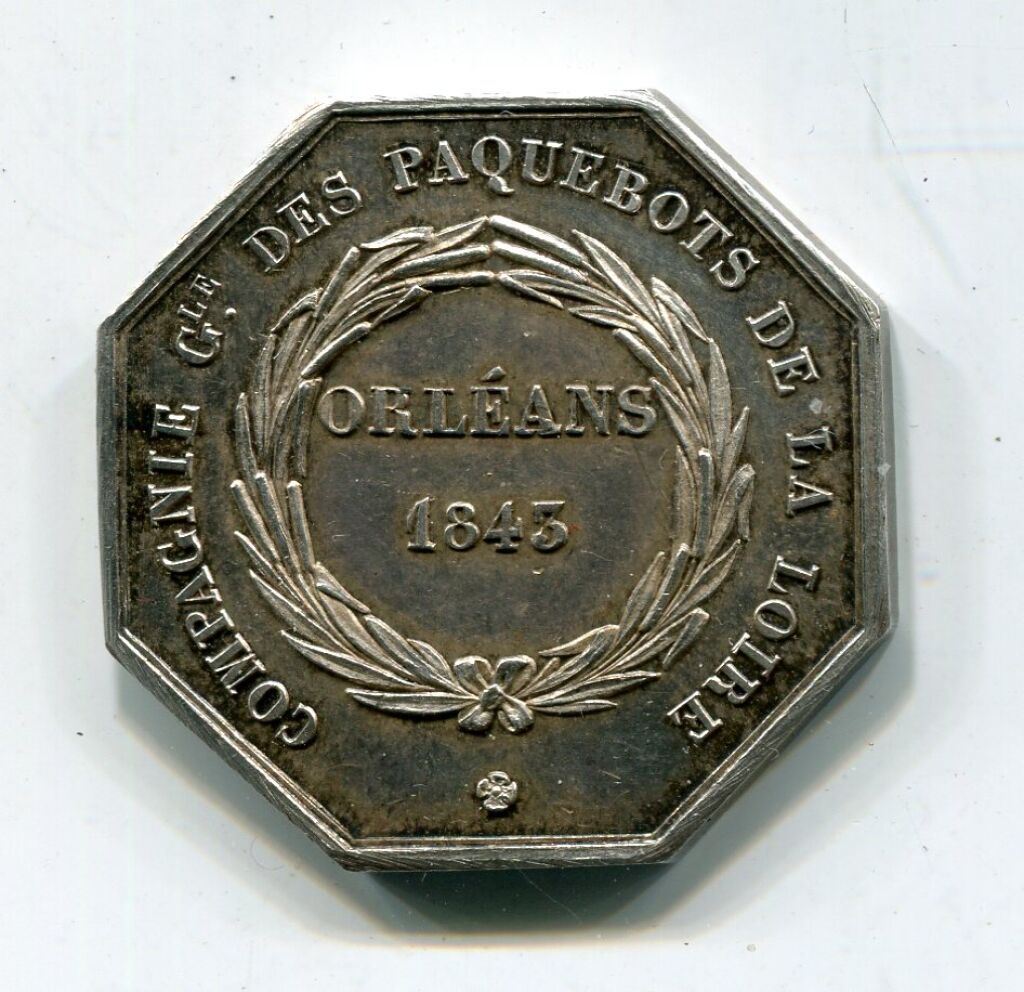 COMPAGNIE GLE. DES PAQUEBOTS DE LA LOIRE
ORLÉANS
1843